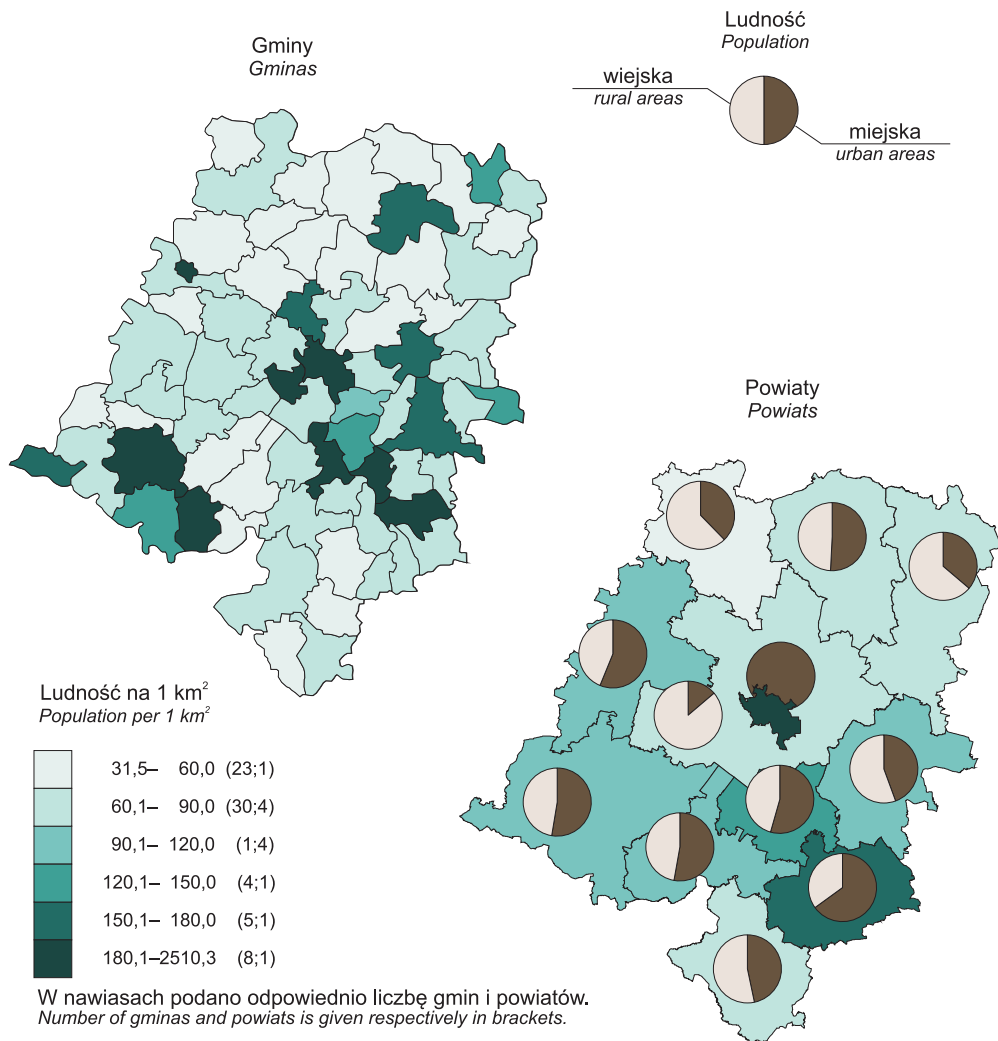 Ludność
Population
Gminy
Gminas
wiejska
rural areas
miejska
urban areas
Powiaty
Powiats
Ludność na 1 km²
Population per 1 km²
31,5– 60,0 (23;1)
60,1– 90,0 (30;4)
90,1– 120,0 (1;4)
120,1– 150,0 (4;1)
150,1– 180,0 (5;1)
180,1–2510,3 (8;1)
W nawiasach podano odpowiednio liczbę gmin i powiatów.
Number of gminas and powiats is given respectively in brackets.